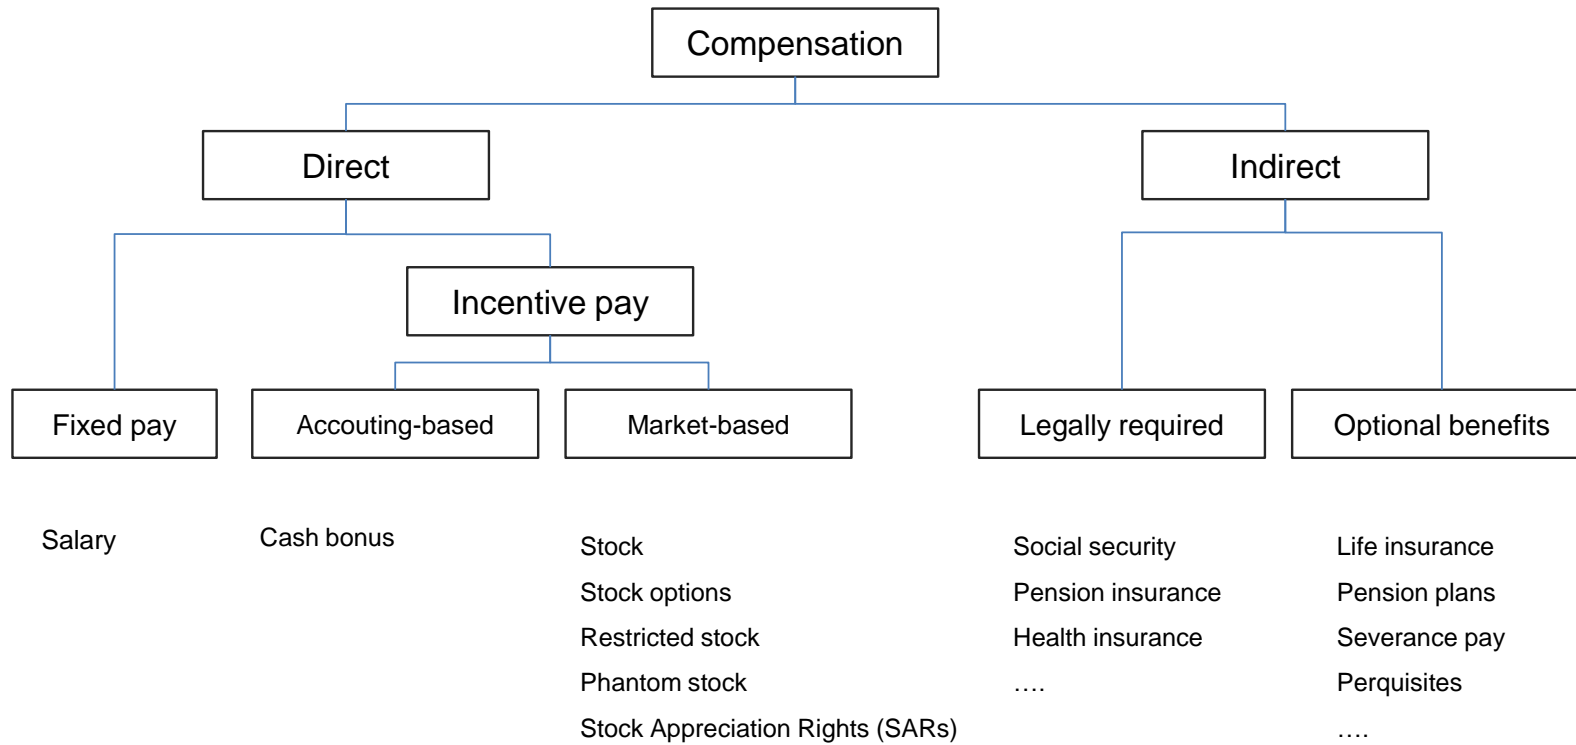 Compensation
Direct
Indirect
Incentive pay
Fixed pay
Accouting-based
Market-based
Legally required
Optional benefits
Salary
Cash bonus
Stock
Stock options
Restricted stock
Phantom stock
Stock Appreciation Rights (SARs)
Social security
Pension insurance
Health insurance
….
Life insurance
Pension plans
Severance pay
Perquisites
….